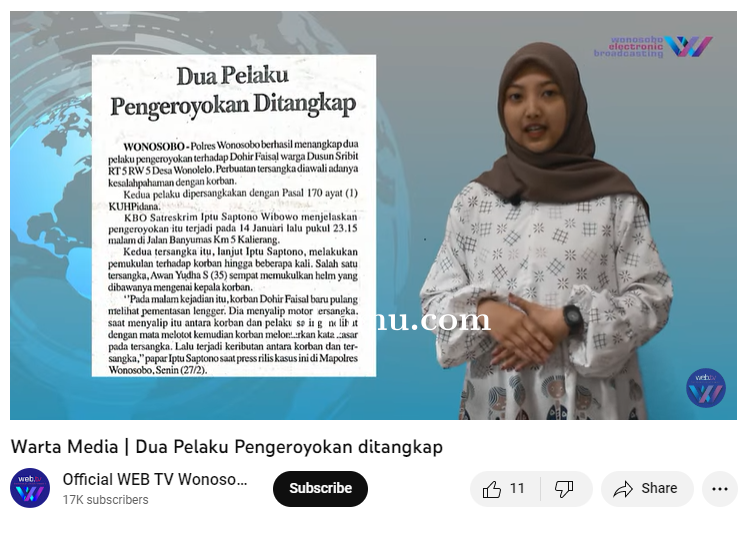 Dua Pelaku
Pengeroyokan Ditangkap
WONOSOBO - Polres Wonosobo berhasil menangkap dua
pelaku pengeroyokan terhadap Dohir Faisal warga Dusun Sribit
RT 5 RW 5 Desa Wonolelo. Perbuatan tersangka diawali adanya
kesalahpahaman dengan korban.
Kedua pelaku dipersangkakan dengan Pasal 170 ayat (1)
KUHPidana.
KBO Satreskrim Iptu Saptono Wibowo menjelaskan
pengeroyokan itu terjadi pada 14 Januari lalu pukul 23.15
malam di Jalan Banyumas Km 5 Kalierang.
Kedua tersangka itu, lanjut Iptu Saptono, melakukan
pemukulan terhadap korban hingga beberapa kali. Salah satu
tersangka, Awan Yudha S (35) sempat memukulkan helm yang
dibawanya mengenai kepala korban.
"Pada malam kejadian itu, korban Dohir Faisal baru pulang
melihat pementasan lengger. Dia menyalip motor
saat menyalip itu antara korban dan
dengan mata melotot kemudian korban kata
pada tersangka. Lalu terjadi keributan antara korban dan ter-
sangka," papar Iptu Saptono saat press rilis kasus ini di Mapolres
Wonosobo, Senin (27/2).
nu.com
wonosobo
electronic
broadcasting
web.tv
Warta Media | Dua Pelaku Pengeroyokan ditangkap
web.tv
Official WEB TV Wonoso...
17K subscribers
Subscribe
11
Share